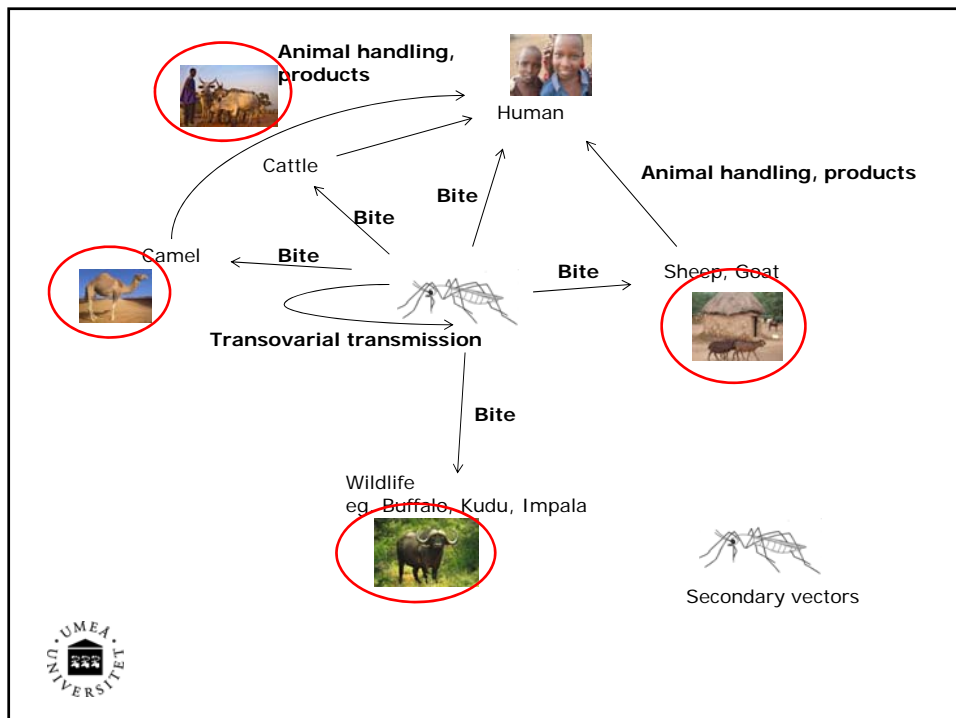 Animal handling,
products
Human
Cattle
Animal handling, products
Bite
Bite
Camel
Bite
Bite
Sheep, Goat
Transovarial transmission
Bite
Wildlife
eg. Buffalo, Kudu, Impala
Secondary vectors
UMEÅ UNIVERSITET